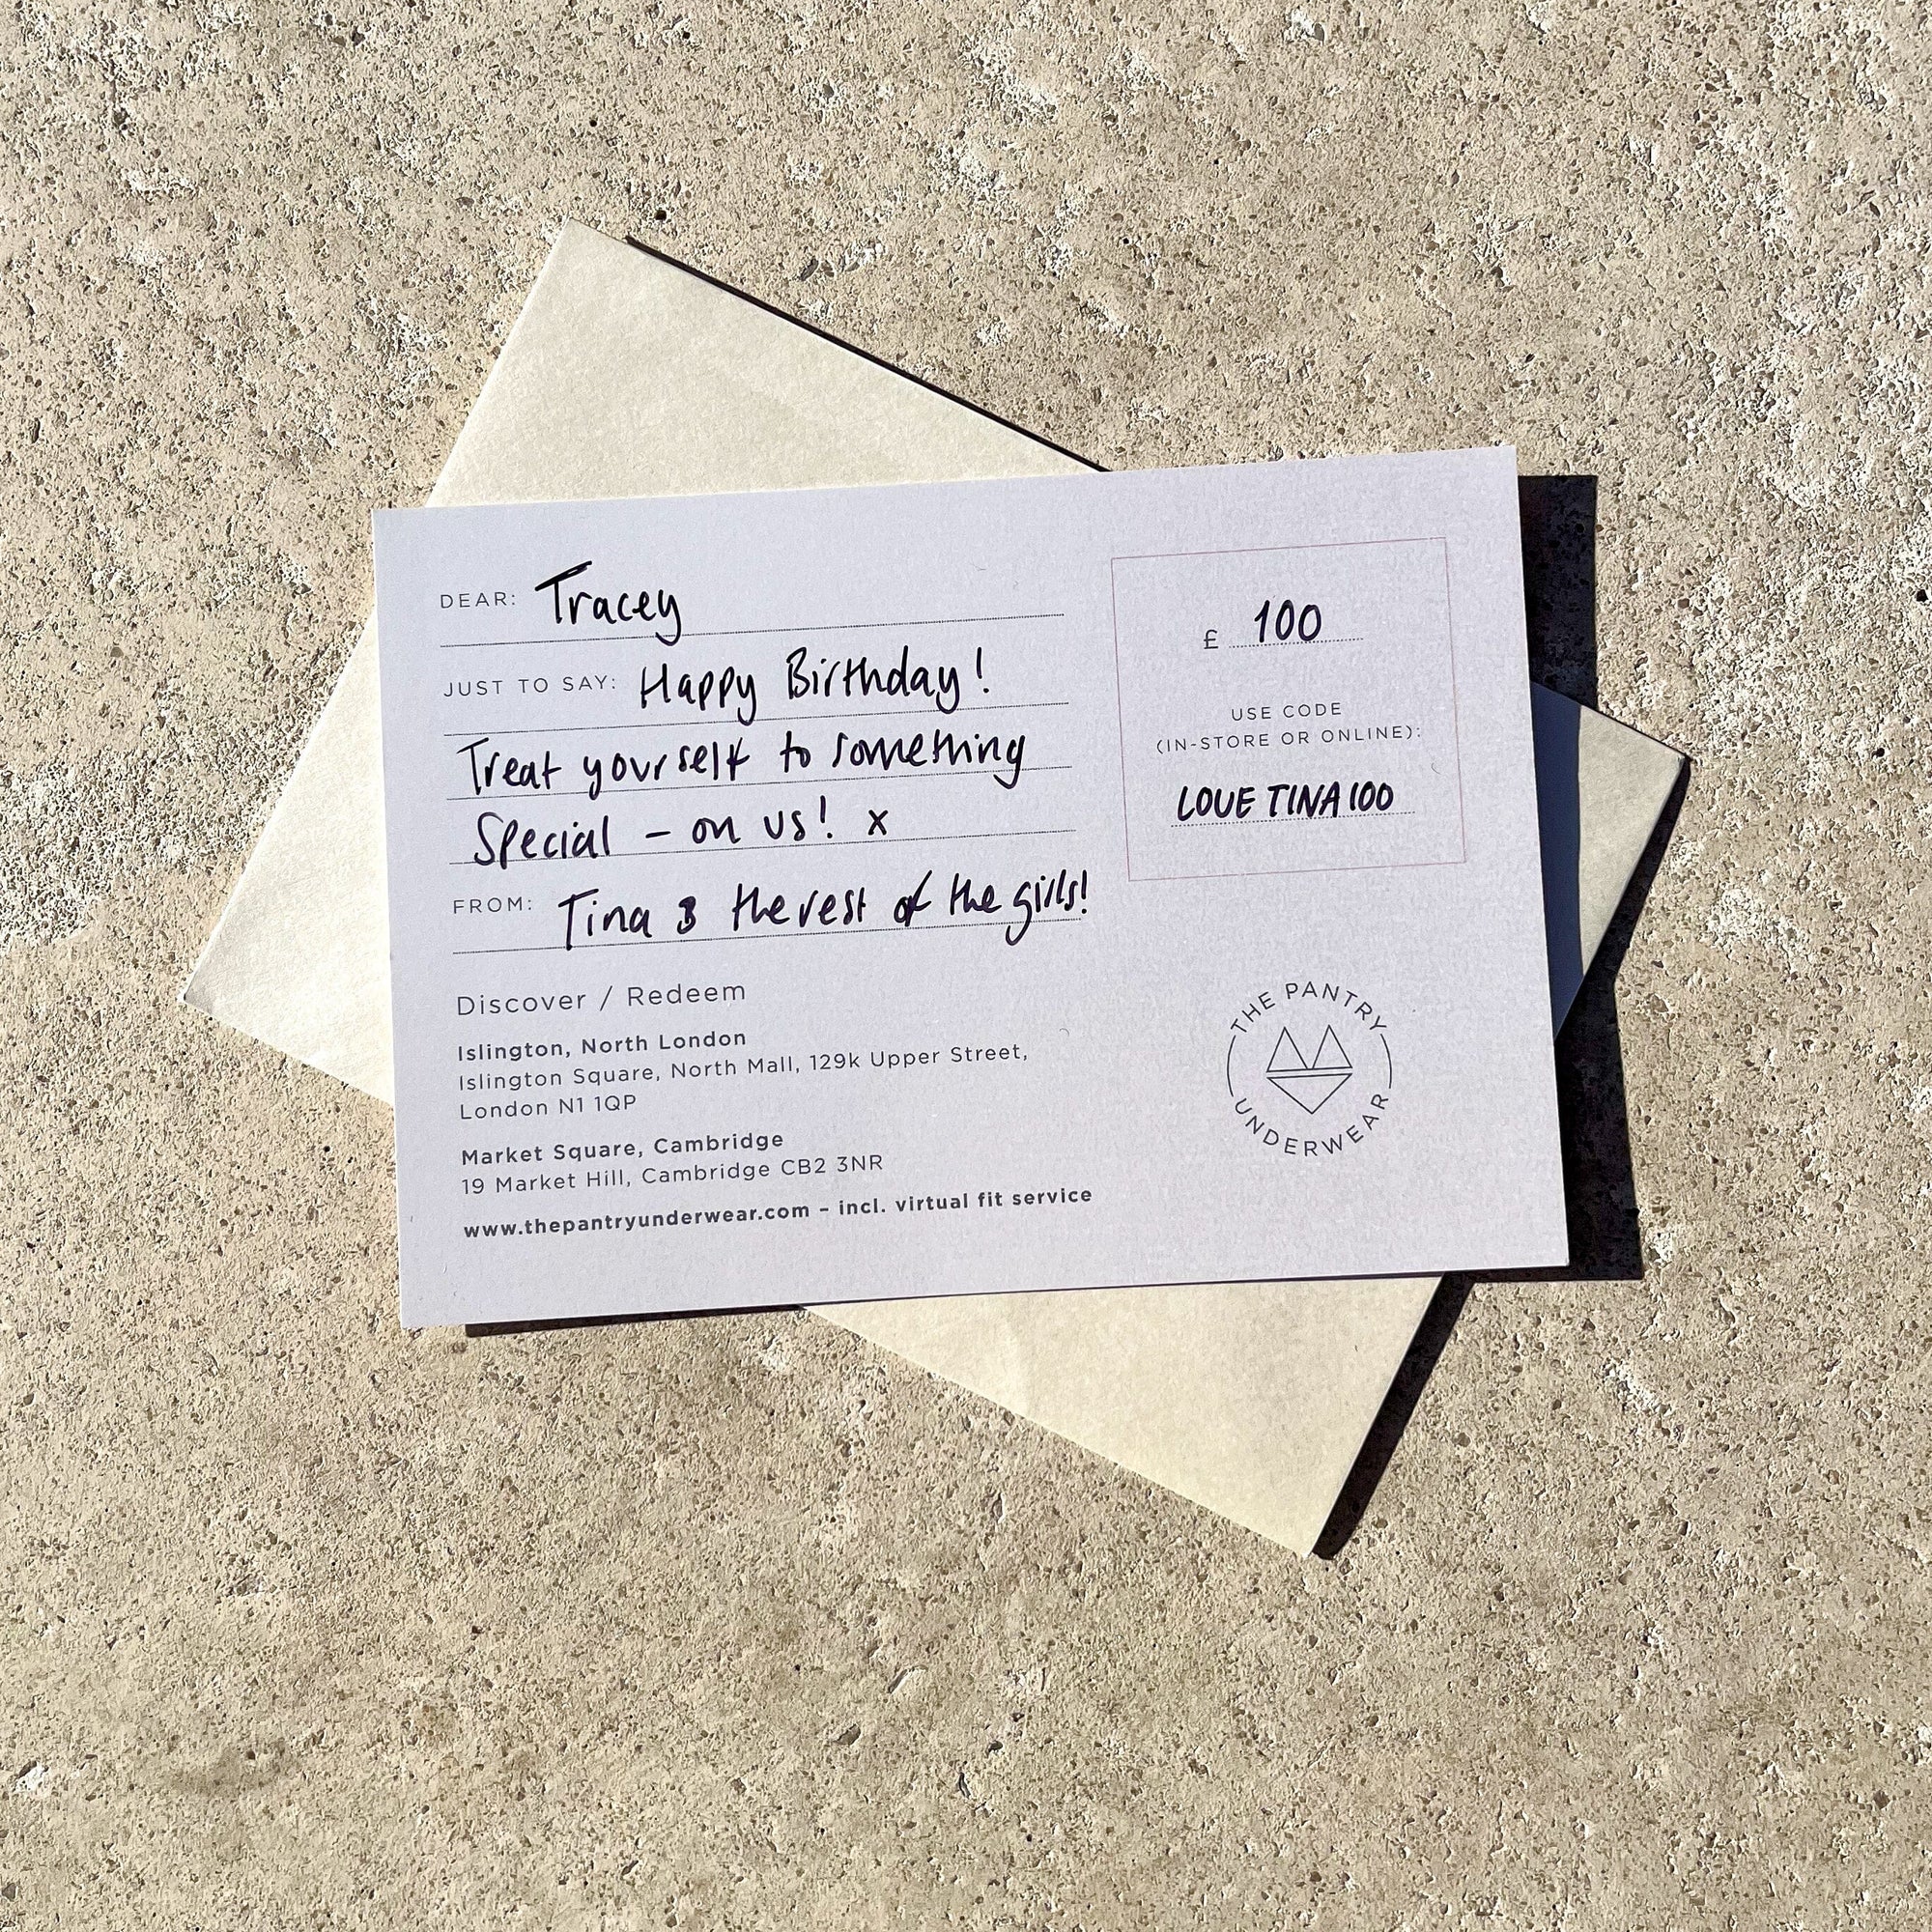 DEAR: Tracey
JUST TO SAY: Happy Birthday!
Treat yourself to something
Special – on us! x
FROM: Tina & the rest of the girls!
£ 100
USE CODE
(IN-STORE OR ONLINE):
LOVE TINA100
Discover / Redeem
Islington, North London
Islington Square, North Mall, 129k Upper Street,
London N1 1QP
Market Square, Cambridge
19 Market Hill, Cambridge CB2 3NR
www.thepantryunderwear.com – incl. virtual fit service
THE PANTRY
UNDERWEAR